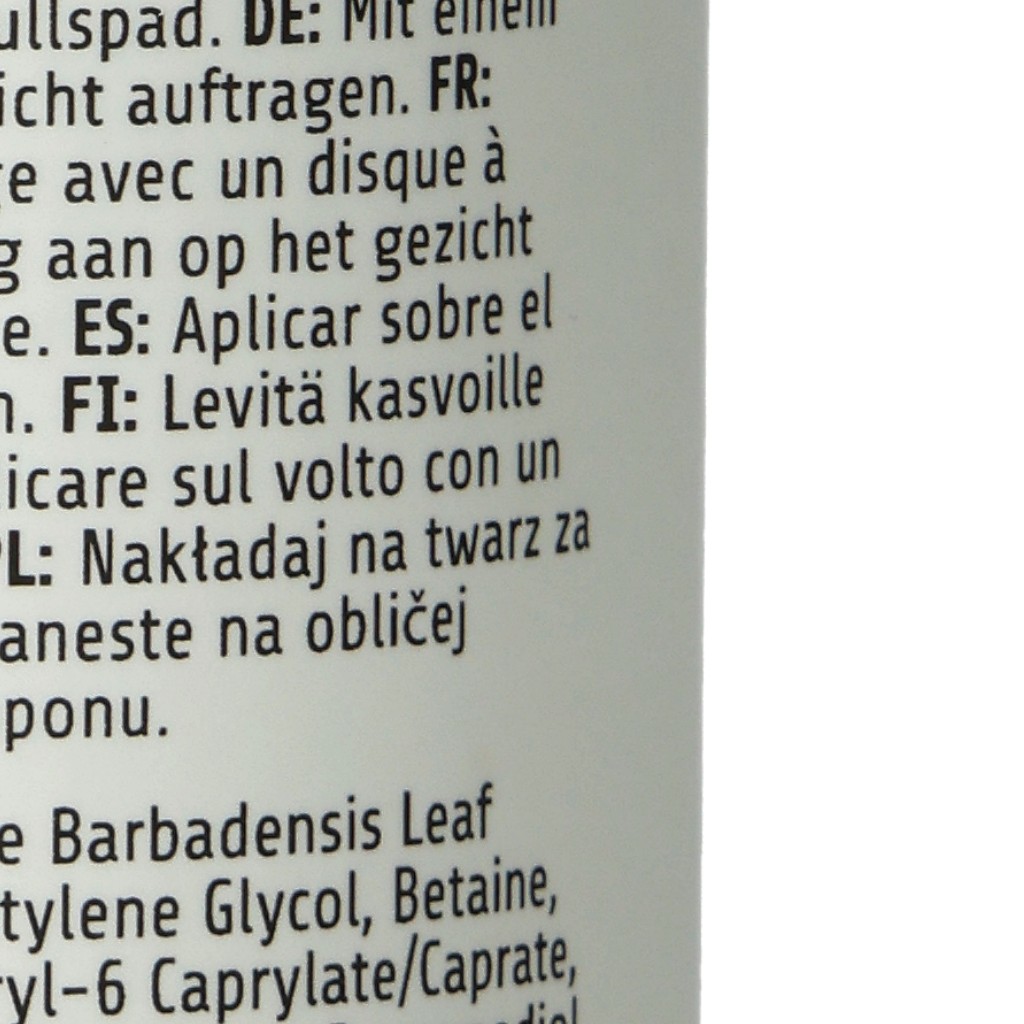 ullspad. DE: Mit einem
icht auftragen. FR:
e avec un disque à
g aan op het gezicht
e. ES: Aplicar sobre el
n. FI: Levitä kasvoille
icare sul volto con un
PL: Nakładaj na twarz za
aneste na obličej
ponu.
e Barbadensis Leaf
tylene Glycol, Betaine,
ryl-6 Caprylate/Caprate,